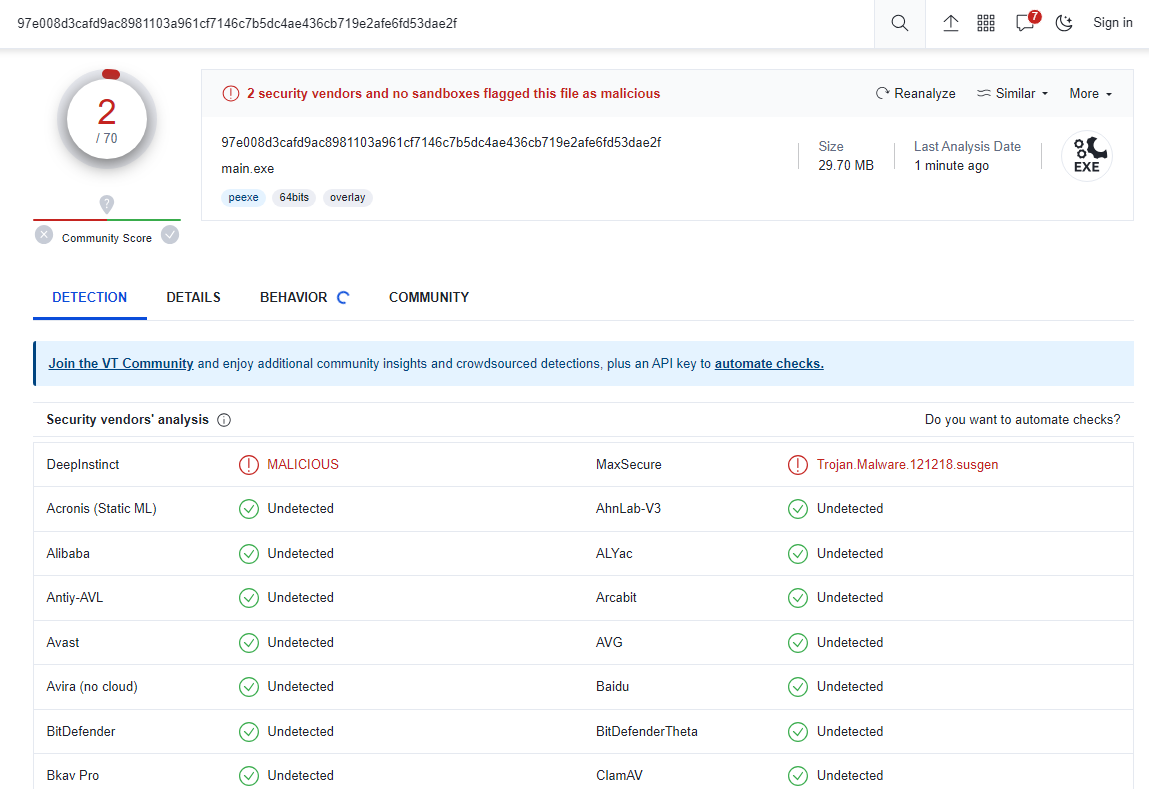 97e008d3cafd9ac8981103a961cf7146c7b5dc4ae436cb719e2afe6fd53dae2f
7
Sign in
2
/ 70
Community Score
2 security vendors and no sandboxes flagged this file as malicious
Reanalyze
Similar
More
97e008d3cafd9ac8981103a961cf7146c7b5dc4ae436cb719e2afe6fd53dae2f
main.exe
peexe 64bits overlay
Size
29.70 MB
Last Analysis Date
1 minute ago
EXE
DETECTION DETAILS BEHAVIOR COMMUNITY
Join the VT Community and enjoy additional community insights and crowdsourced detections, plus an API key to automate checks.
Security vendors' analysis Do you want to automate checks?
DeepInstinct MALICIOUS MaxSecure Trojan.Malware.121218.susgen
Acronis (Static ML) Undetected AhnLab-V3 Undetected
Alibaba Undetected ALYac Undetected
Antiy-AVL Undetected Arcabit Undetected
Avast Undetected AVG Undetected
Avira (no cloud) Undetected Baidu Undetected
BitDefender Undetected BitDefenderTheta Undetected
Bkav Pro Undetected ClamAV Undetected